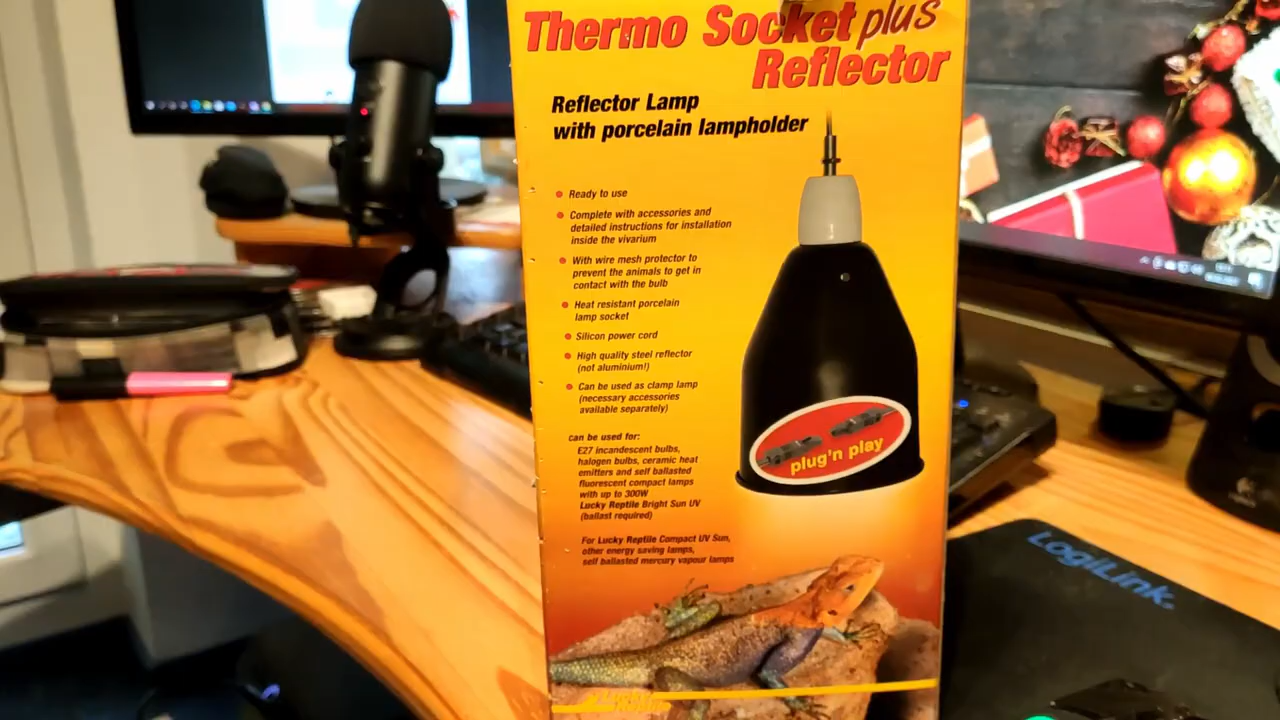 Thermo Socket plus
Reflector
Reflector Lamp
with porcelain lampholder
Ready to use
Complete with accessories and
detailed instructions for installation
inside the vivarium
With wire mesh protector to
prevent the animals to get in
contact with the bulb
Heat resistant porcelain
lamp socket
Silicon power cord
High quality steel reflector
(not aluminium!)
Can be used as clamp lamp
(necessary accessories
available separately)
can be used for:
E27 incandescent bulbs,
halogen bulbs, ceramic heat
emitters and self ballasted
fluorescent compact lamps
with up to 300W
Lucky Reptile Bright Sun UV
(ballast required)
For Lucky Reptile Compact UV Sun,
other energy saving lamps,
self ballasted mercury vapour lamps
plug'n play
Lucky
Reptile
LogiLink.